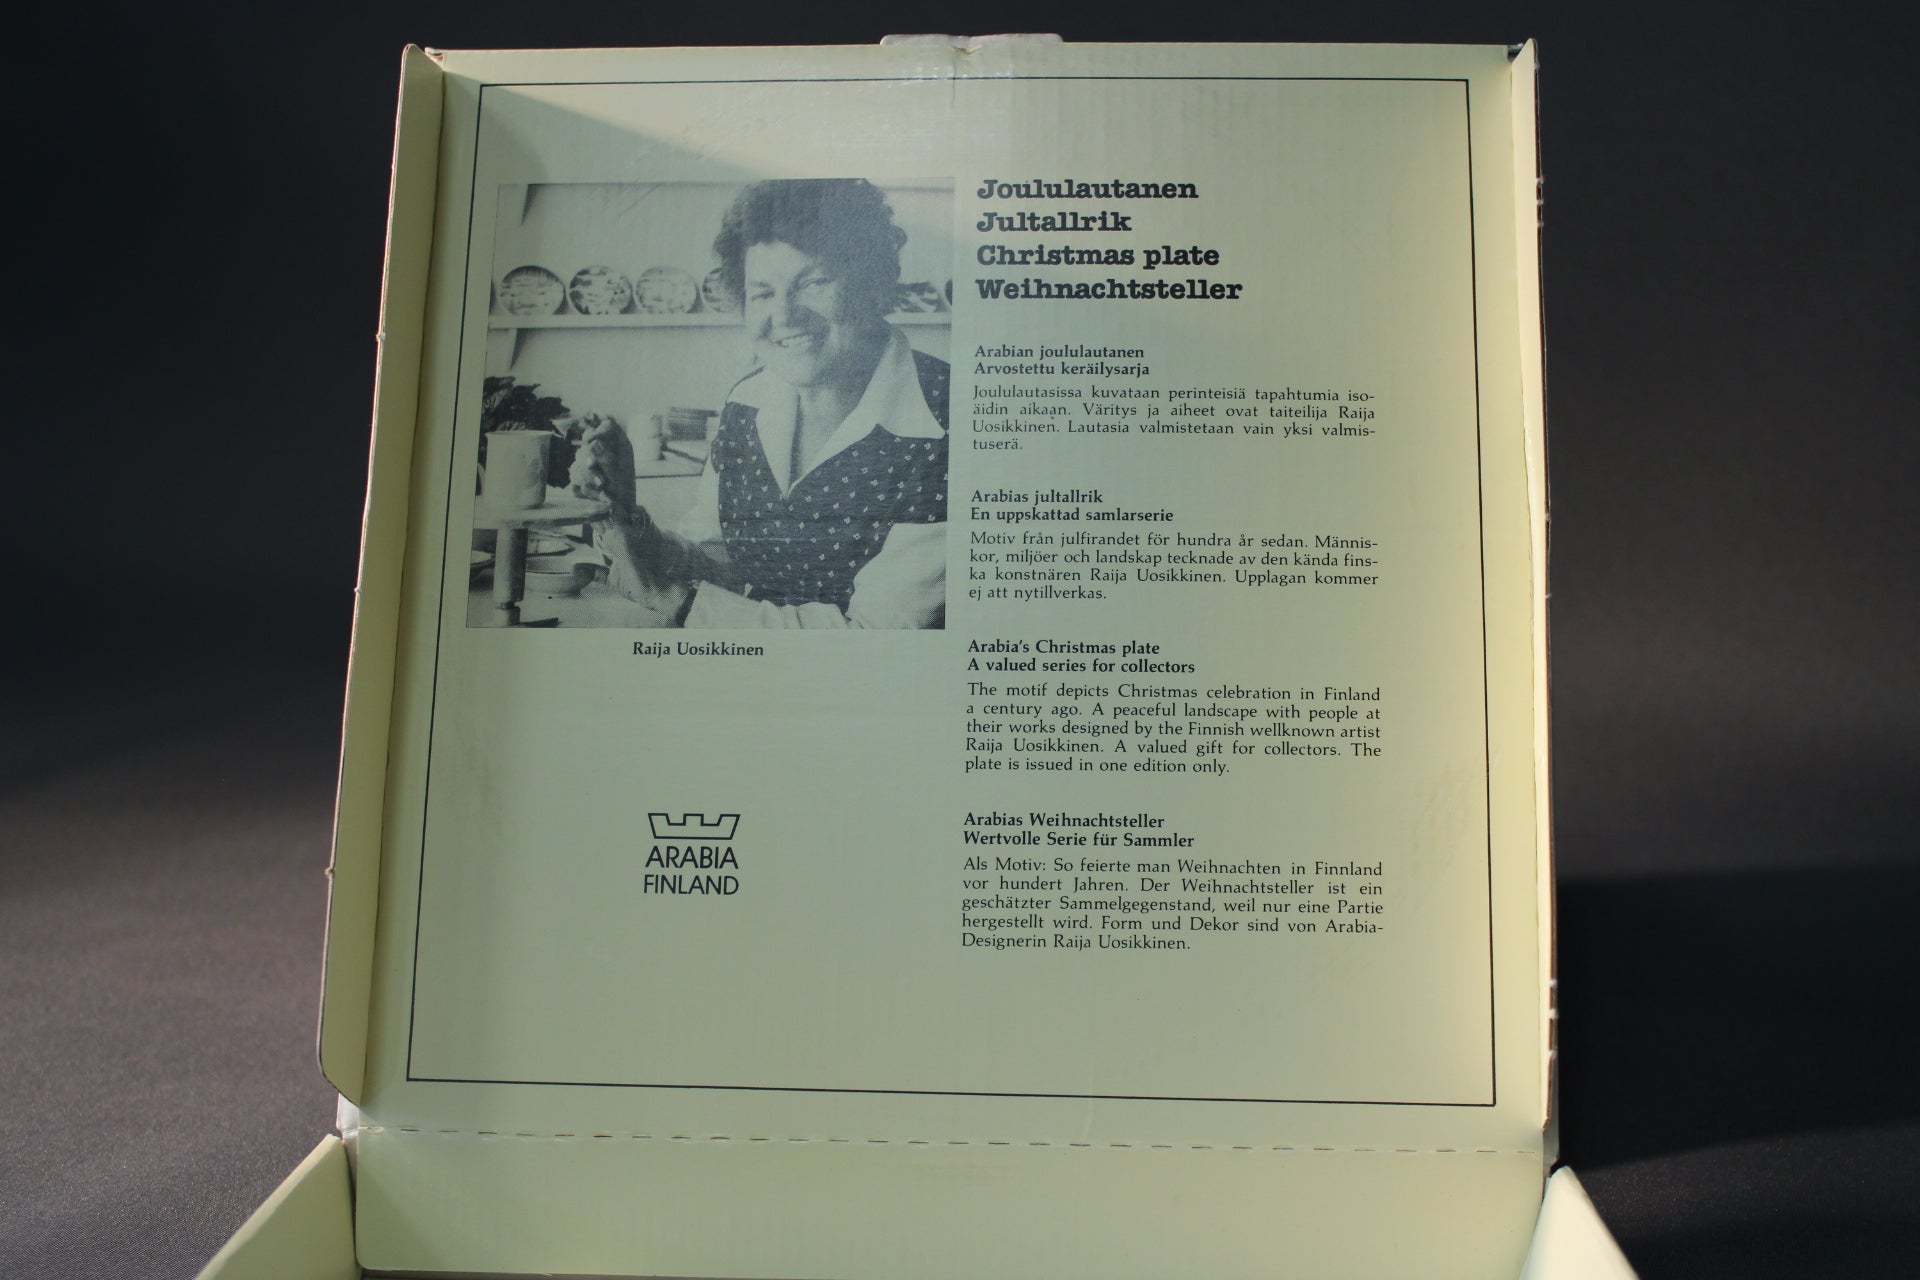 Joululautanen
Jultallrik
Christmas plate
Weihnachtsteller
Arabian joululautanen
Arvostettu keräilysarja
Joululautasissa kuvataan perinteisiä tapahtumia iso-
äidin aikaan. Väritys ja aiheet ovat taiteilija Raija
Uosikkinen. Lautasia valmistetaan vain yksi valmis-
tuserä.
Arabias jultallrik
En uppskattad samlarserie
Motiv från julfirandet för hundra år sedan. Männis-
kor, miljöer och landskap tecknade av den kända fins-
ka konstnären Raija Uosikkinen. Upplagan kommer
ej att nytillverkas.
Arabia's Christmas plate
A valued series for collectors
The motif depicts Christmas celebration in Finland
a century ago. A peaceful landscape with people at
their works designed by the Finnish wellknown artist
Raija Uosikkinen. A valued gift for collectors. The
plate is issued in one edition only.
Arabias Weihnachtsteller
Wertvolle Serie für Sammler
Als Motiv: So feierte man Weihnachten in Finnland
vor hundert Jahren. Der Weihnachtsteller ist ein
geschätzter Sammelgegenstand, weil nur eine Partie
hergestellt wird. Form und Dekor sind von Arabia-
Designerin Raija Uosikkinen.
Raija Uosikkinen
ARABIA
FINLAND